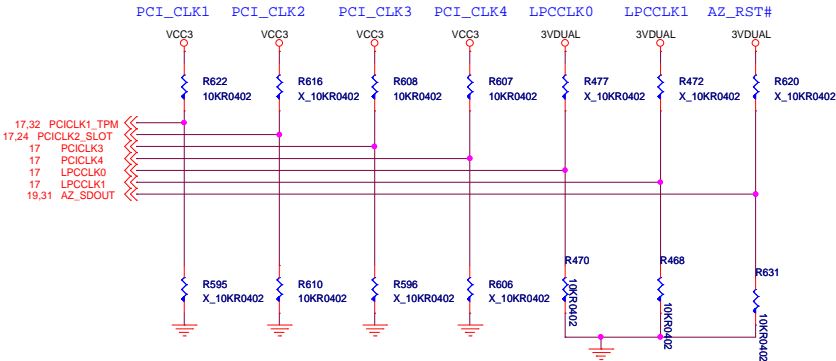 PCI_CLK1 PCI_CLK2 PCI_CLK3 PCI_CLK4 LPCCLK0 LPCCLK1 AZ_RST#
VCC3 VCC3 VCC3 VCC3 3VDUAL 3VDUAL 3VDUAL
R622 R616 R608 R607 R477 R472 R620
10KR0402 X_10KR0402 10KR0402 10KR0402 X_10KR0402 X_10KR0402 X_10KR0402
17,32 PCICLK1_TPM
17,24 PCICLK2_SLOT
17 PCICLK3
17 PCICLK4
17 LPCCLK0
17 LPCCLK1
19,31 AZ_SDOUT
R470 R468 R631
R595 R610 R596 R606
X_10KR0402 10KR0402 X_10KR0402 X_10KR0402
10KR0402 10KR0402 10KR0402